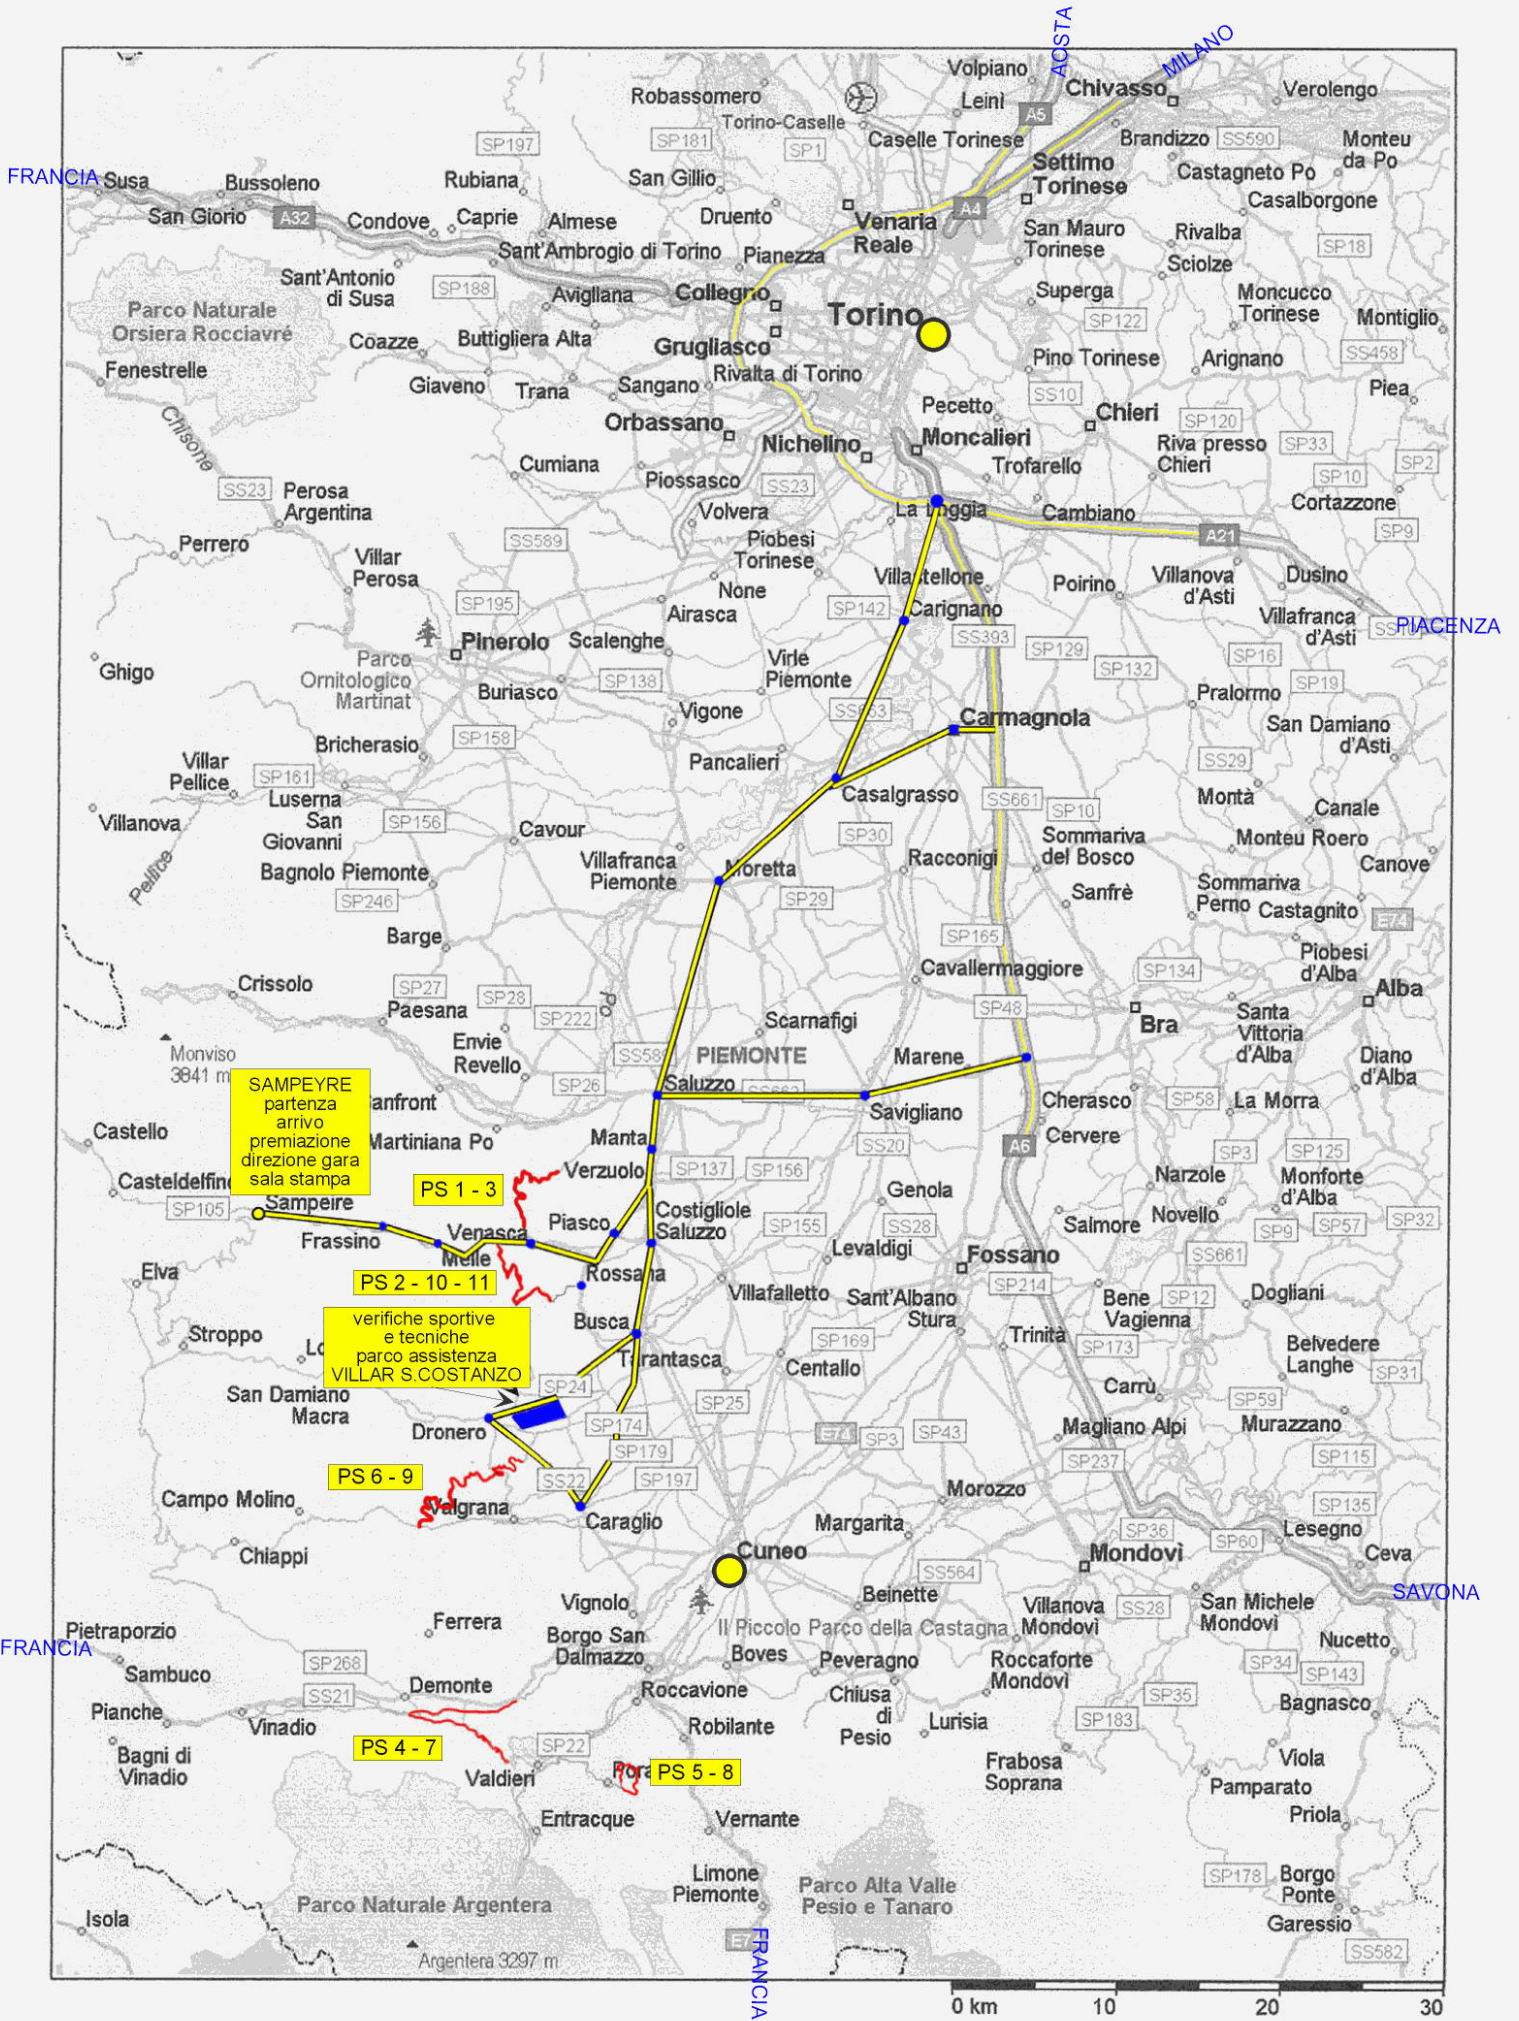 AOSTA
MILANO
Volpiano
Chivasso
Verolengo
Robassomero
Leinì
Torino-Caselle
A5
Caselle Torinese
Brandizzo
SS590
Monteu
da Po
SP197
SP181
SP1
Settimo
Torinese
Castagneto Po
FRANCIA
Susa
Bussoleno
Rubiana
San Gillio
Casalborgone
San Giorio
A32
Condove
Caprie
Almese
Druento
Venaria
Reale
A4
San Mauro
Torinese
Rivalba
SP18
Sant'Ambrogio di Torino
Pianezza
Sciolze
Sant'Antonio
di Susa
SP188
Avigliana
Collegno
Superga
Moncucco
Torinese
Parco Naturale
Orsiera Rocciavré
Torino
SP122
Montiglio
Coazze
Buttigliera Alta
Grugliasco
Pino Torinese
Arignano
SS458
Fenestrelle
Giaveno
Trana
Sangano
Rivalta di Torino
SS10
Piea
Chisone
Orbassano
Pecetto
Chieri
SP120
Nichelino
Moncalieri
Riva presso
Chieri
SP33
SP2
Cumiana
Piossasco
Trofarello
SP10
SS23
Perosa
Argentina
SS23
Cortazzone
Volvera
La Loggia
Cambiano
SP9
Perrero
SS589
Piobesi
Torinese
A21
Villar
Perosa
None
Villastellone
Poirino
Villanova
d'Asti
Dusino
SP195
Airasca
SP142
Carignano
Villafranca
d'Asti
PIACENZA
Pinerolo
Scalenghe
SS393
SP129
SP16
Ghigo
Parco
Ornitologico
Martinat
Virle
Piemonte
SP132
SP19
Buriasco
SP138
Pralormo
Vigone
SS663
Carmagnola
San Damiano
d'Asti
Bricherasio
SP158
Villar
Pellice
SP161
Pancalieri
SS29
Luserna
San
Giovanni
Casalgrasso
SS661
Montà
Villanova
SP156
Cavour
SP30
SP10
Canale
Pellice
Villafranca
Piemonte
Moretta
Racconigi
Sommariva
del Bosco
Monteu Roero
Canove
Bagnolo Piemonte
SP246
SP29
Sanfrè
Sommariva
Perno
Castagnito
E74
Barge
SP165
Piobesi
d'Alba
Crissolo
SP27
SP28
Po
Cavallermaggiore
SP134
Alba
Paesana
SP222
Scarnafigi
SP48
Bra
Santa
Vittoria
d'Alba
Monviso
3841 m
Envie
Revello
PIEMONTE
Marene
Diano
d'Alba
SAMPEYRE
partenza
arrivo
premiazione
direzione gara
sala stampa
SP26
Saluzzo
Savigliano
Cherasco
SP58
La Morra
Castello
Martiniana Po
Manta
SS20
A6
Cervere
SP3
SP125
Verzuolo
SP137
SP156
Narzole
Monforte
d'Alba
SP105
PS 1 - 3
Genola
Novello
Sampeire
Frassino
Venasca
Piasco
Costigliole
Saluzzo
SP155
SS28
Salmore
SP9
SP57
SP32
Melle
Levaldigi
Fossano
SS661
Elva
PS 2 - 10 - 11
Rossana
Villafalletto
SP214
Sant'Albano
Stura
Bene
Vagienna
SP12
Dogliani
verifiche sportive
e tecniche
parco assistenza
VILLAR S.COSTANZO
Stroppo
Busca
SP169
Trinità
SP173
Belvedere
Langhe
Tarantasca
Centallo
SP31
San Damiano
Macra
SP24
SP25
Carrù
SP59
Dronero
SP174
E74
SP3
SP43
Magliano Alpi
Murazzano
PS 6 - 9
SS22
SP179
SP197
SP237
SP115
Campo Molino
Valgrana
Caraglio
Morozzo
SP135
Chiappi
Margarita
SP36
SP60
Lesegno
Cuneo
Mondovì
Ceva
SS564
SAVONA
Vignolo
Beinette
Villanova
Mondovì
SS28
San Michele
Mondovì
FRANCIA
Pietraporzio
Ferrera
Il Piccolo Parco della Castagna
Nucetto
Borgo San
Dalmazzo
Boves
Sambuco
SP268
Peveragno
Roccaforte
Mondovì
SP34
SP143
Demonte
SS21
Roccavione
Chiusa
di
Pesio
SP35
Bagnasco
Pianche
Vinadio
Robilante
Lurisia
SP183
Bagni di
Vinadio
PS 4 - 7
SP22
PS 5 - 8
Frabosa
Soprana
Viola
Valdieri
Pamparato
Entracque
Vernante
Priola
Limone
Piemonte
Parco Alta Valle
Pesio e Tanaro
SP178
Borgo
Ponte
Parco Naturale Argentera
Garessio
Isola
Argentera 3297 m
FRANCIA
SS582
0 km
10
20
30